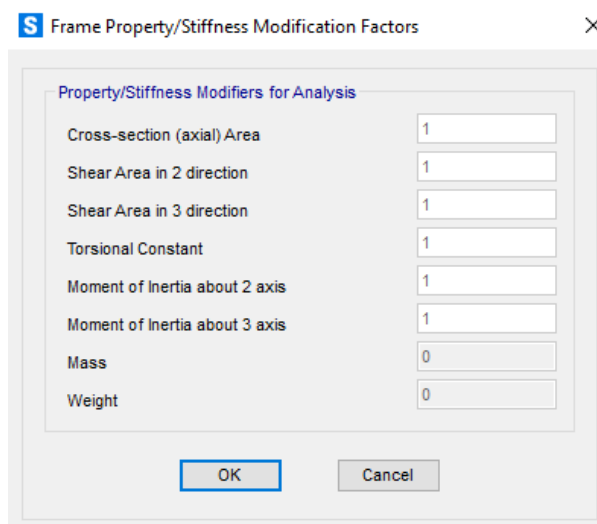 S Frame Property/Stiffness Modification Factors
Property/Stiffness Modifiers for Analysis
Cross-section (axial) Area 1
Shear Area in 2 direction 1
Shear Area in 3 direction 1
Torsional Constant 1
Moment of Inertia about 2 axis 1
Moment of Inertia about 3 axis 1
Mass 0
Weight 0
OK Cancel